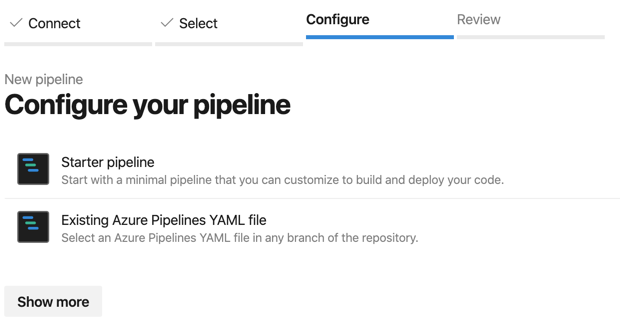 Connect
Select
Configure
Review
New pipeline
Configure your pipeline
Starter pipeline
Start with a minimal pipeline that you can customize to build and deploy your code.
Existing Azure Pipelines YAML file
Select an Azure Pipelines YAML file in any branch of the repository.
Show more